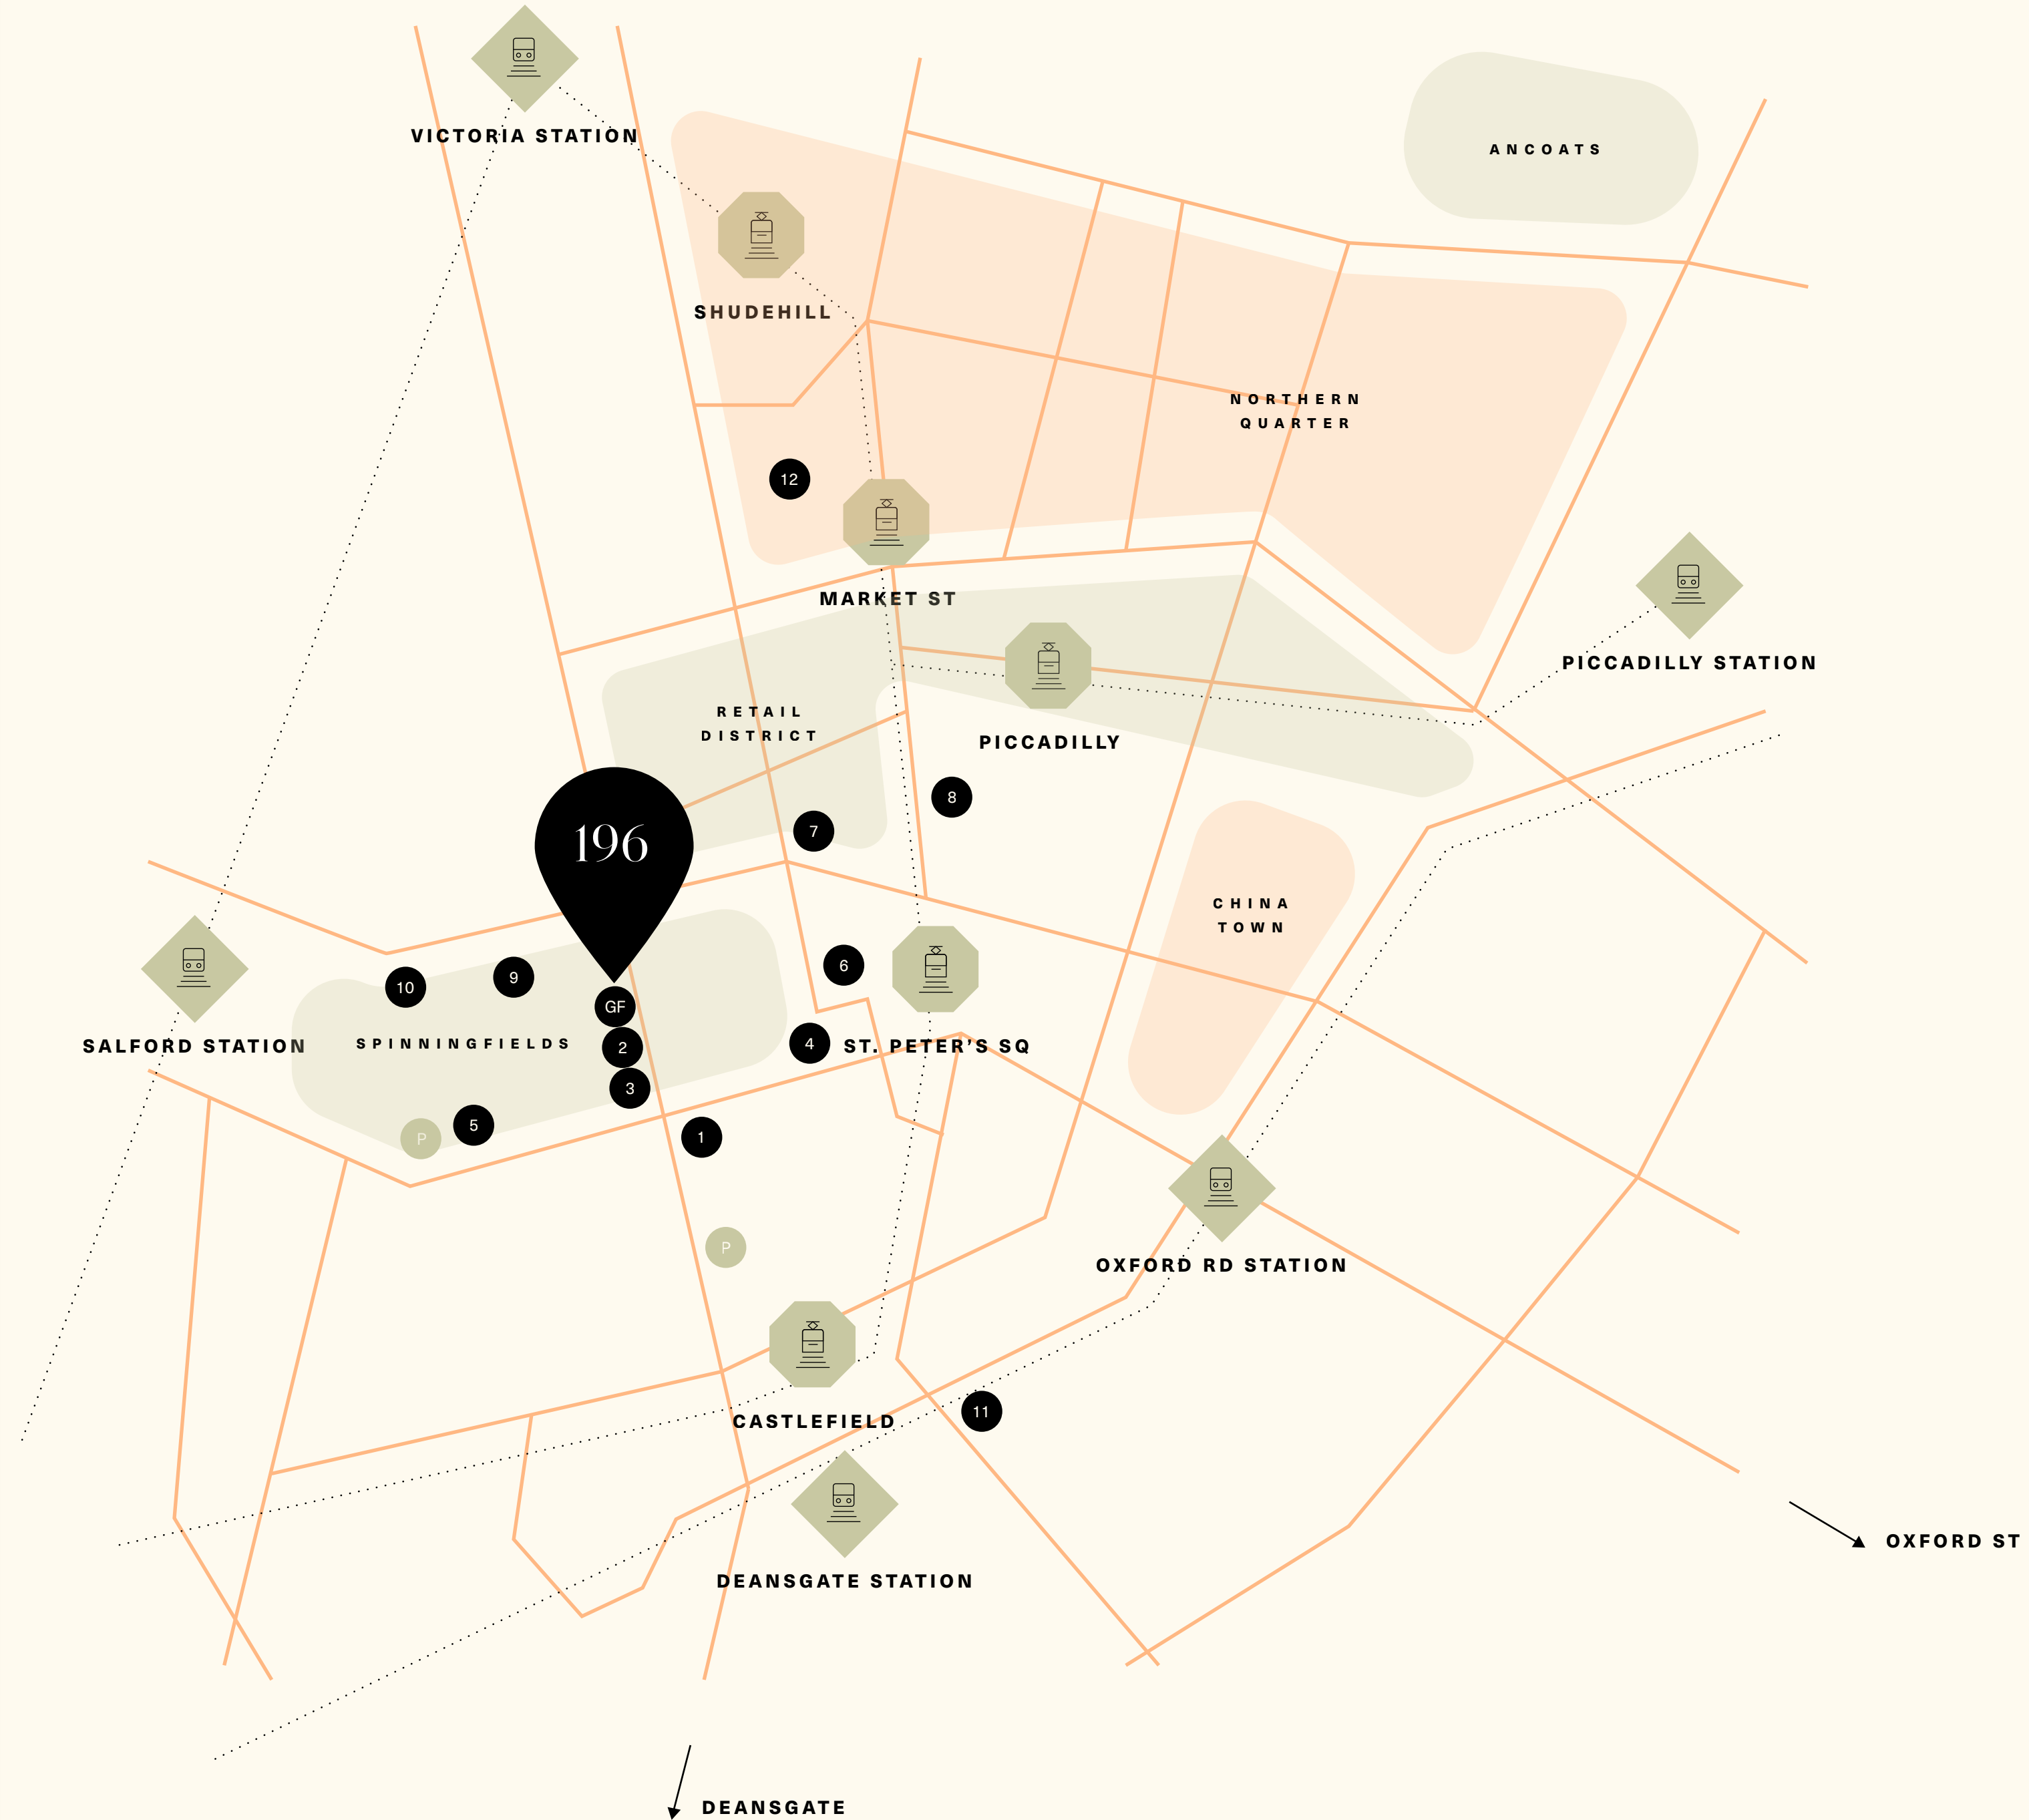 VICTORIA STATION
ANCOATS
SHUDEHILL
NORTHERN
QUARTER
12
MARKET ST
PICCADILLY STATION
RETAIL
DISTRICT
PICCADILLY
8
7
196
CHINA
TOWN
6
9
10
GF
SALFORD STATION
SPINNINGFIELDS
2
4
ST. PETER’S SQ
3
5
P
1
P
OXFORD RD STATION
11
CASTLEFIELD
OXFORD ST
DEANSGATE STATION
DEANSGATE